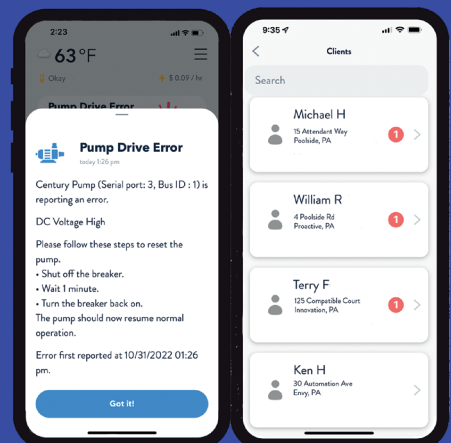 2:23
63°F
Okay
$ 0.09 / hr
Pump Drive Error
Pump Drive Error
today 1:26 pm
Century Pump (Serial port: 3, Bus ID : 1) is
reporting an error.
DC Voltage High
Please follow these steps to reset the
pump.
• Shut off the breaker.
• Wait 1 minute.
• Turn the breaker back on.
The pump should now resume normal
operation.
Error first reported at 10/31/2022 01:26
pm.
Got it!
9:35
Clients
Search
Michael H
15 Attendant Way
Poolside, PA
1
William R
4 Poolside Rd
Proactive, PA
1
Terry F
125 Compatible Court
Innovation, PA
1
Ken H
30 Automation Ave
Envy, PA